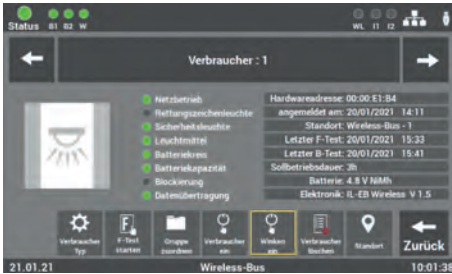 Status B1 B2 W WL I1 I2
Verbraucher : 1
Netzbetrieb
Rettungszeichenleuchte
Sicherheitsleuchte
Leuchtmittel
Batteriekreis
Batteriekapazität
Blockierung
Datenübertragung
Hardwareadresse: 00:00:E1:B4
angemeldet am: 20/01/2021 14:11
Standort: Wireless-Bus - 1
Letzter F-Test: 20/01/2021 15:33
Letzter B-Test: 20/01/2021 15:41
Sollbetriebsdauer: 3h
Batterie: 4.8 V NiMh
Elektronik: IL-EB Wireless V 1.5
Verbraucher Typ
F-Test starten
Gruppe zuordnen
Verbraucher ein
Winken ein
Verbraucher löschen
Standort
Zurück
21.01.21 Wireless-Bus 10:01:38